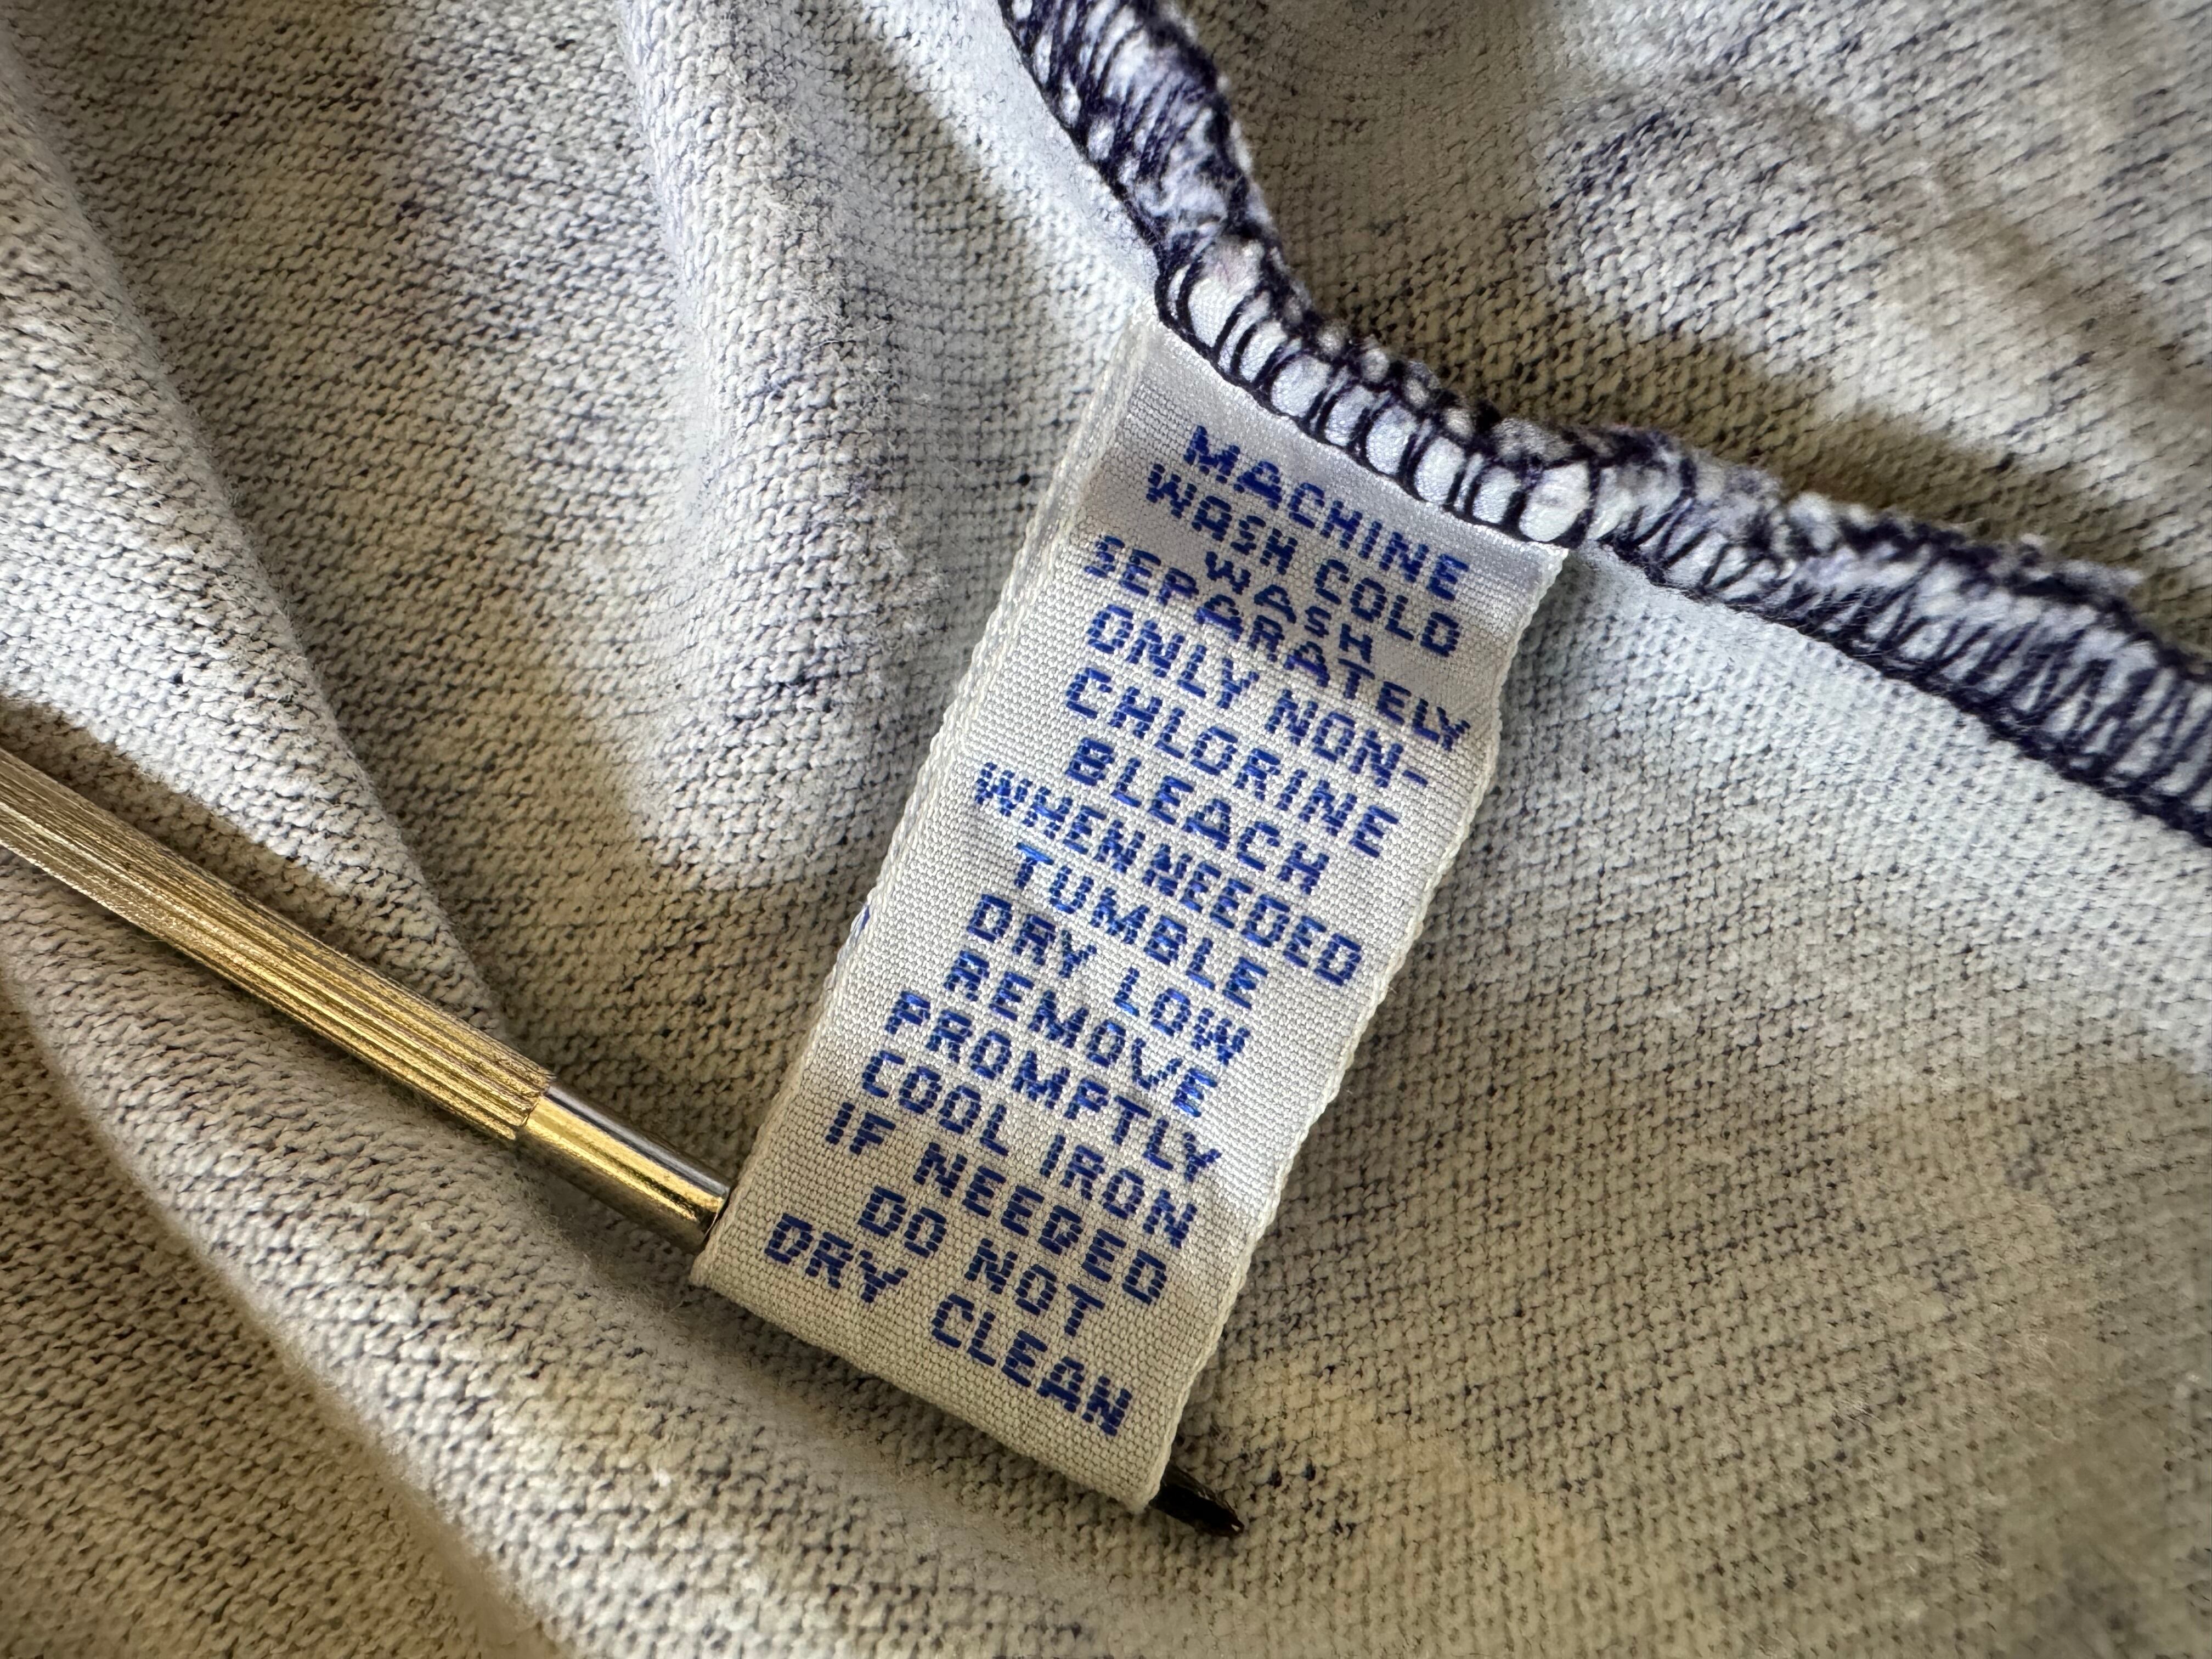 MACHINE
WASH COLD
WASH
SEPARATELY
ONLY NON-
CHLORINE
BLEACH
WHEN NEEDED
TUMBLE
DRY LOW
REMOVE
PROMPTLY
COOL IRON
IF NEEDED
DO NOT
DRY CLEAN